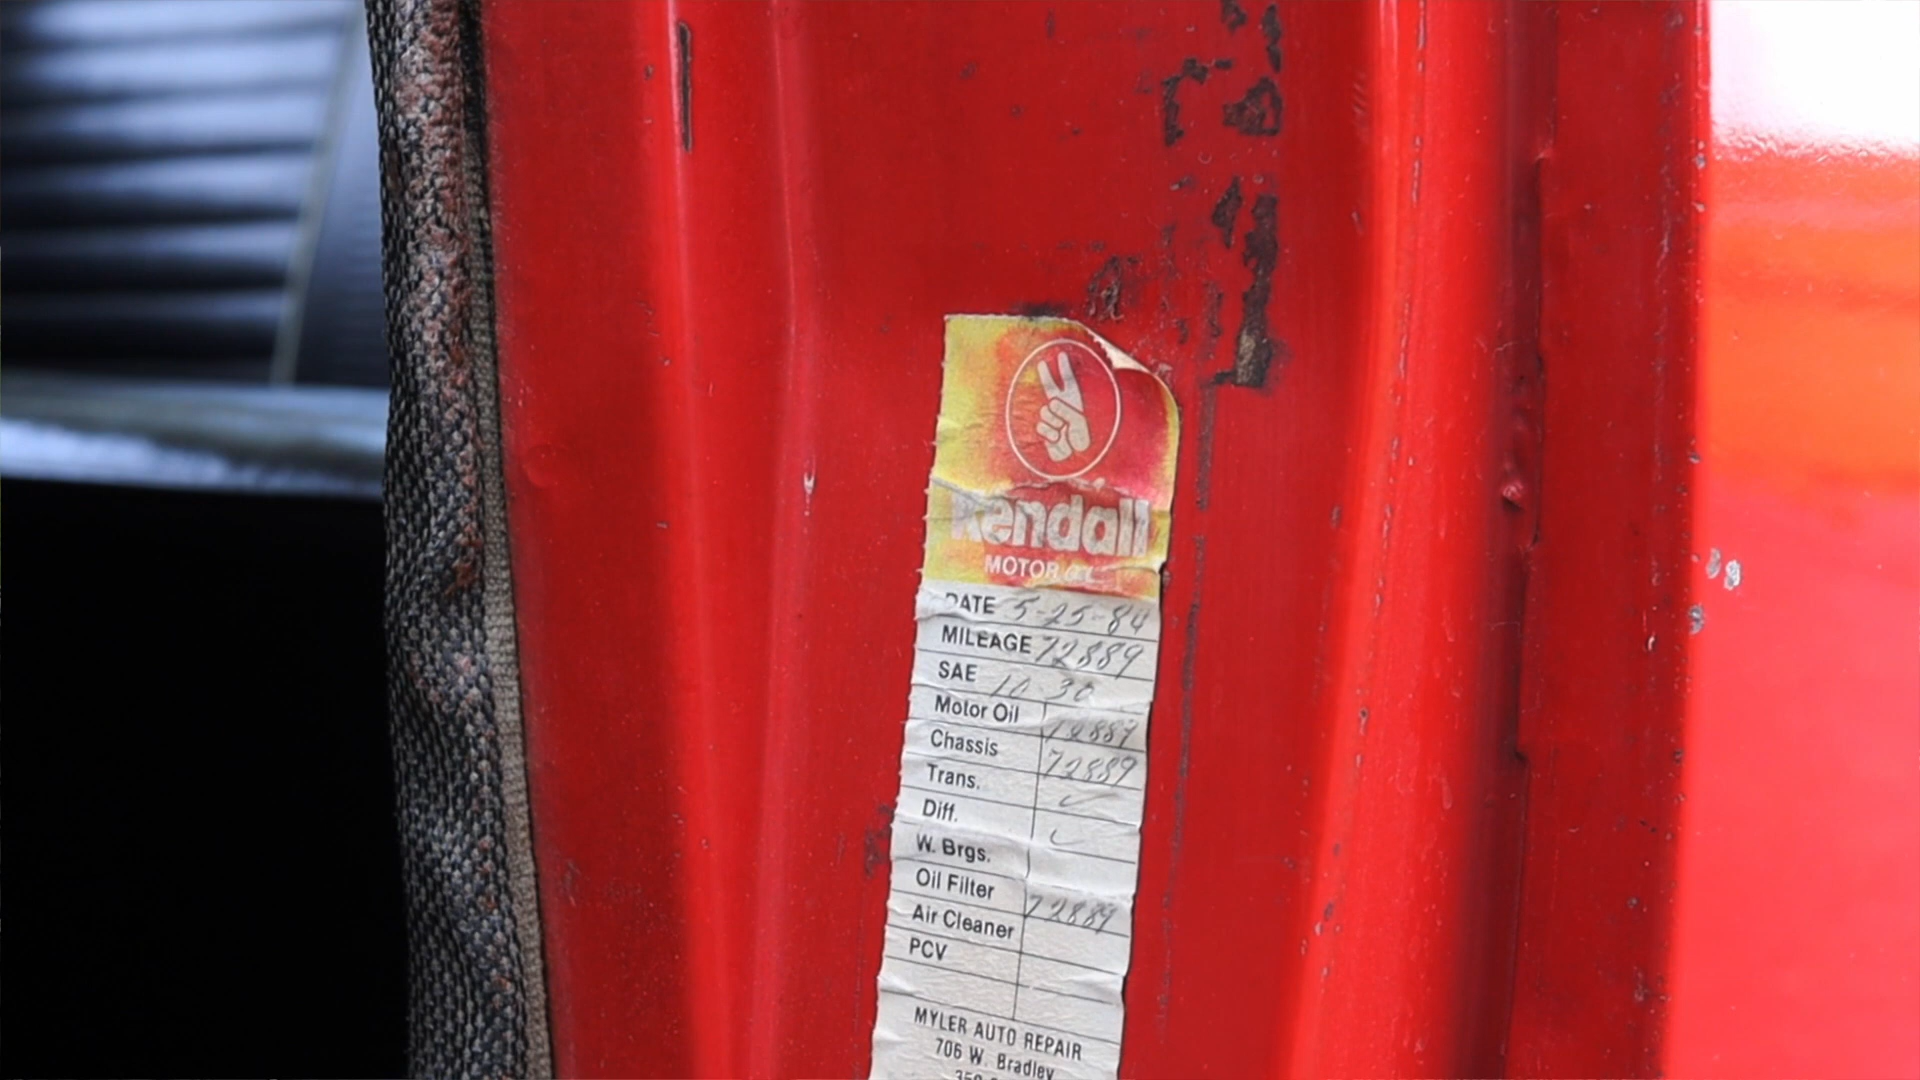 Kendall
MOTOR OIL
DATE 5-25-84
MILEAGE 72889
SAE 10-30
Motor Oil 72889
Chassis 72889
Trans. ✓
Diff. ✓
W. Brgs.
Oil Filter 72889
Air Cleaner
PCV
MYLER AUTO REPAIR
706 W. Bradley